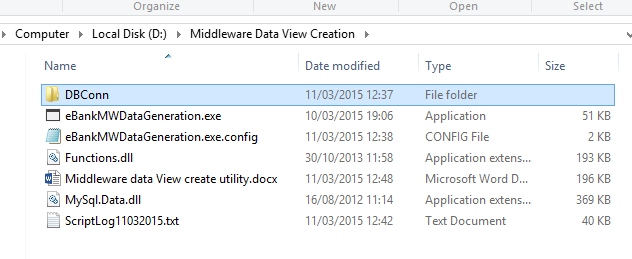 Organize New Open Select
Computer Local Disk (D:) Middleware Data View Creation
Name Date modified Type Size
DBConn 11/03/2015 12:37 File folder
eBankMWDataGeneration.exe 10/03/2015 19:06 Application 51 KB
eBankMWDataGeneration.exe.config 11/03/2015 12:38 CONFIG File 2 KB
Functions.dll 30/10/2013 11:58 Application extens... 193 KB
Middleware data View create utility.docx 11/03/2015 12:48 Microsoft Word D... 196 KB
MySql.Data.dll 16/08/2012 11:14 Application extens... 369 KB
ScriptLog11032015.txt 11/03/2015 12:42 Text Document 40 KB